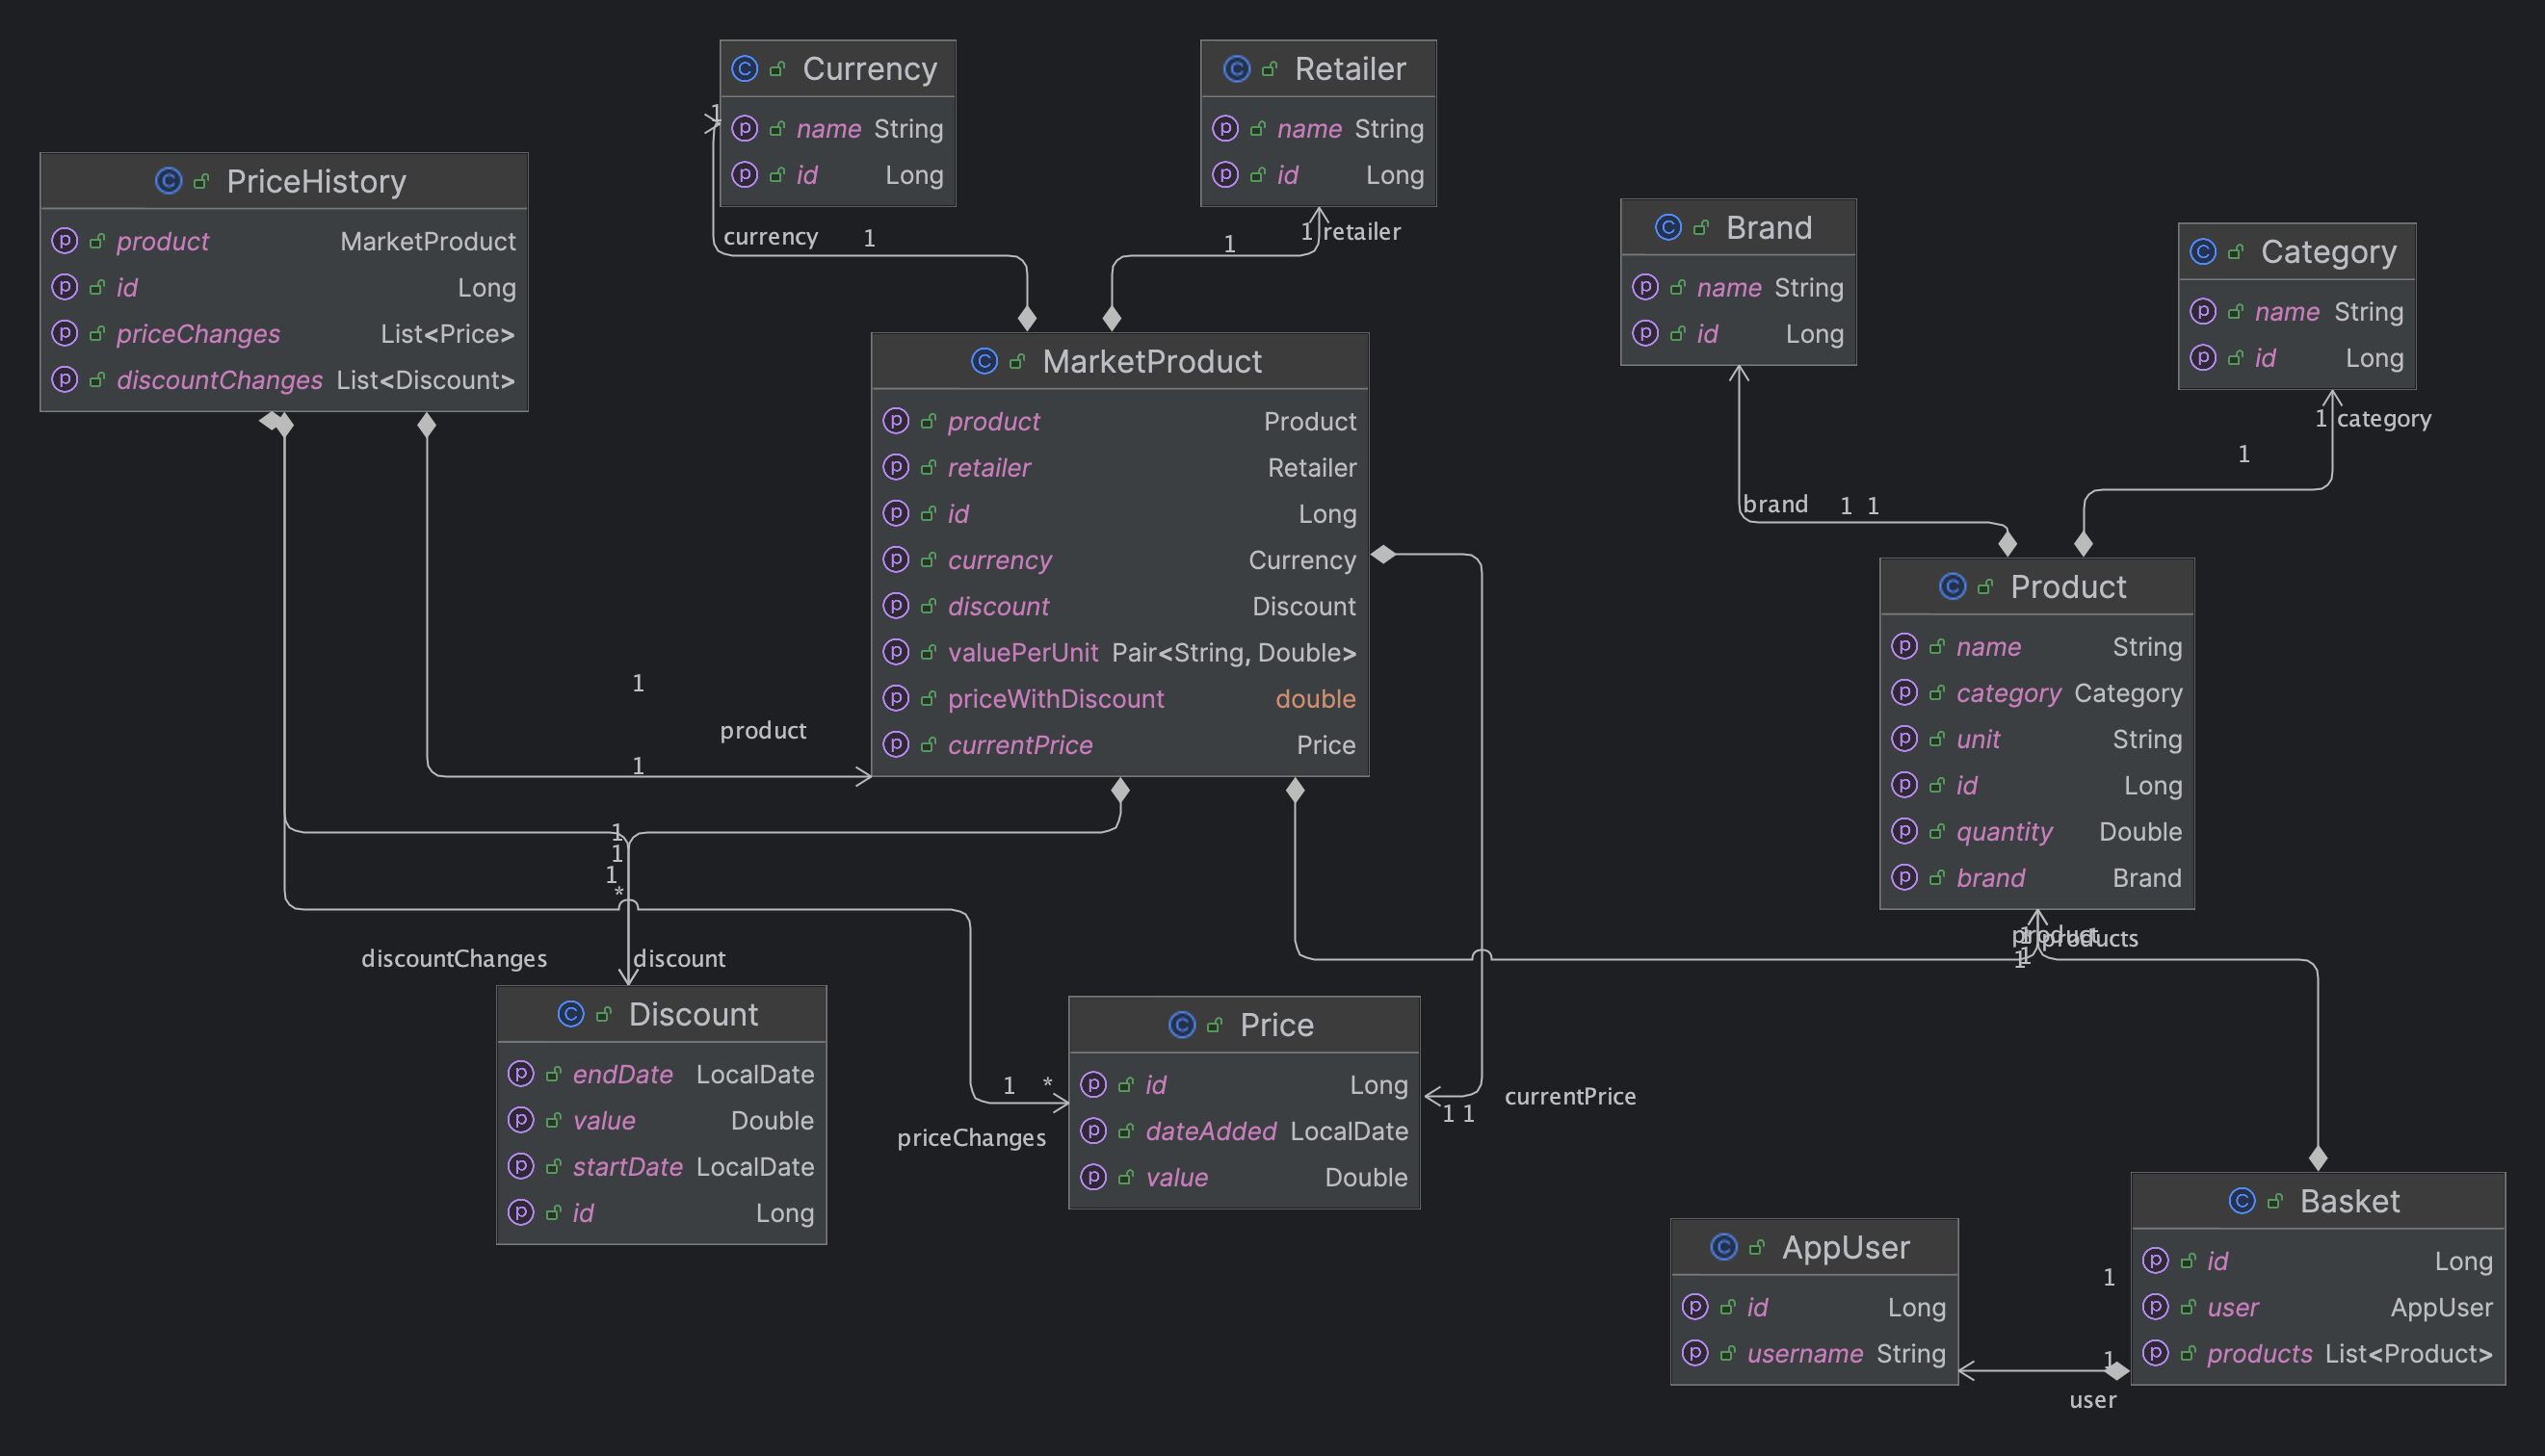 Currency
name String
id Long
Retailer
name String
id Long
PriceHistory
product MarketProduct
id Long
priceChanges List<Price>
discountChanges List<Discount>
Brand
name String
id Long
Category
name String
id Long
1
currency 1
1
1 retailer
MarketProduct
product Product
retailer Retailer
id Long
currency Currency
discount Discount
valuePerUnit Pair<String, Double>
priceWithDiscount double
currentPrice Price
1 category
1
brand 1 1
Product
name String
category Category
unit String
id Long
quantity Double
brand Brand
1
product
1
1
1
1
*
discountChanges
discount
product
products
1
1
1
Discount
endDate LocalDate
value Double
startDate LocalDate
id Long
Price
id Long
dateAdded LocalDate
value Double
1 *
priceChanges
currentPrice
1 1
AppUser
id Long
username String
Basket
id Long
user AppUser
products List<Product>
1
1
user